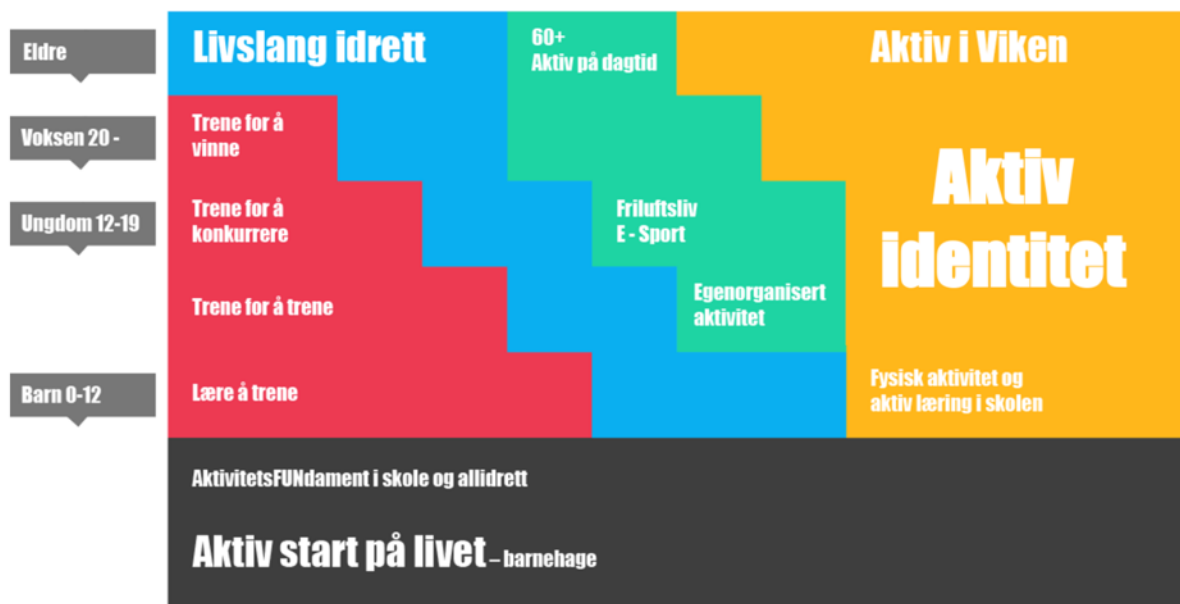 Eldre
Livslang idrett
60+
Aktiv på dagtid
Aktiv i Viken
Voksen 20 -
Trene for å
vinne
Aktiv
identitet
Ungdom 12-19
Trene for å
konkurrere
Friluftsliv
E - Sport
Trene for å trene
Egenorganisert
aktivitet
Barn 0-12
Lære å trene
Fysisk aktivitet og
aktiv læring i skolen
AktivitetsFUNdament i skole og allidrett
Aktiv start på livet – barnehage